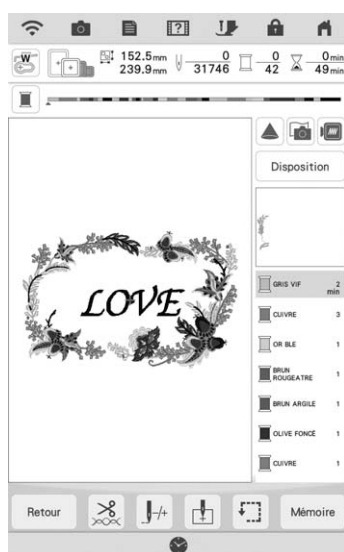 W
152.5mm
239.9mm
0
31746
0
42
0min
49min
Disposition
LOVE
GRIS VIF 2 min
CUIVRE 3
OR BLE 1
BRUN ROUGEATRE 1
BRUN ARGILE 1
OLIVE FONCÉ 1
CUIVRE 1
Retour
-/+
Mémoire